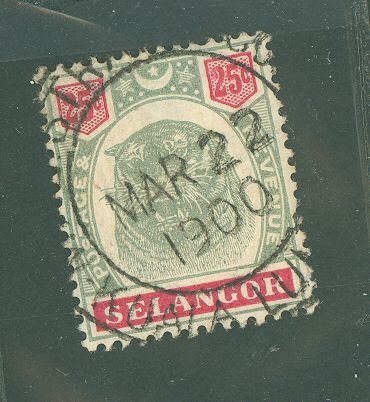 25c 25c
POSTAGE & REVENUE
MAR 22
1900
SELANGOR